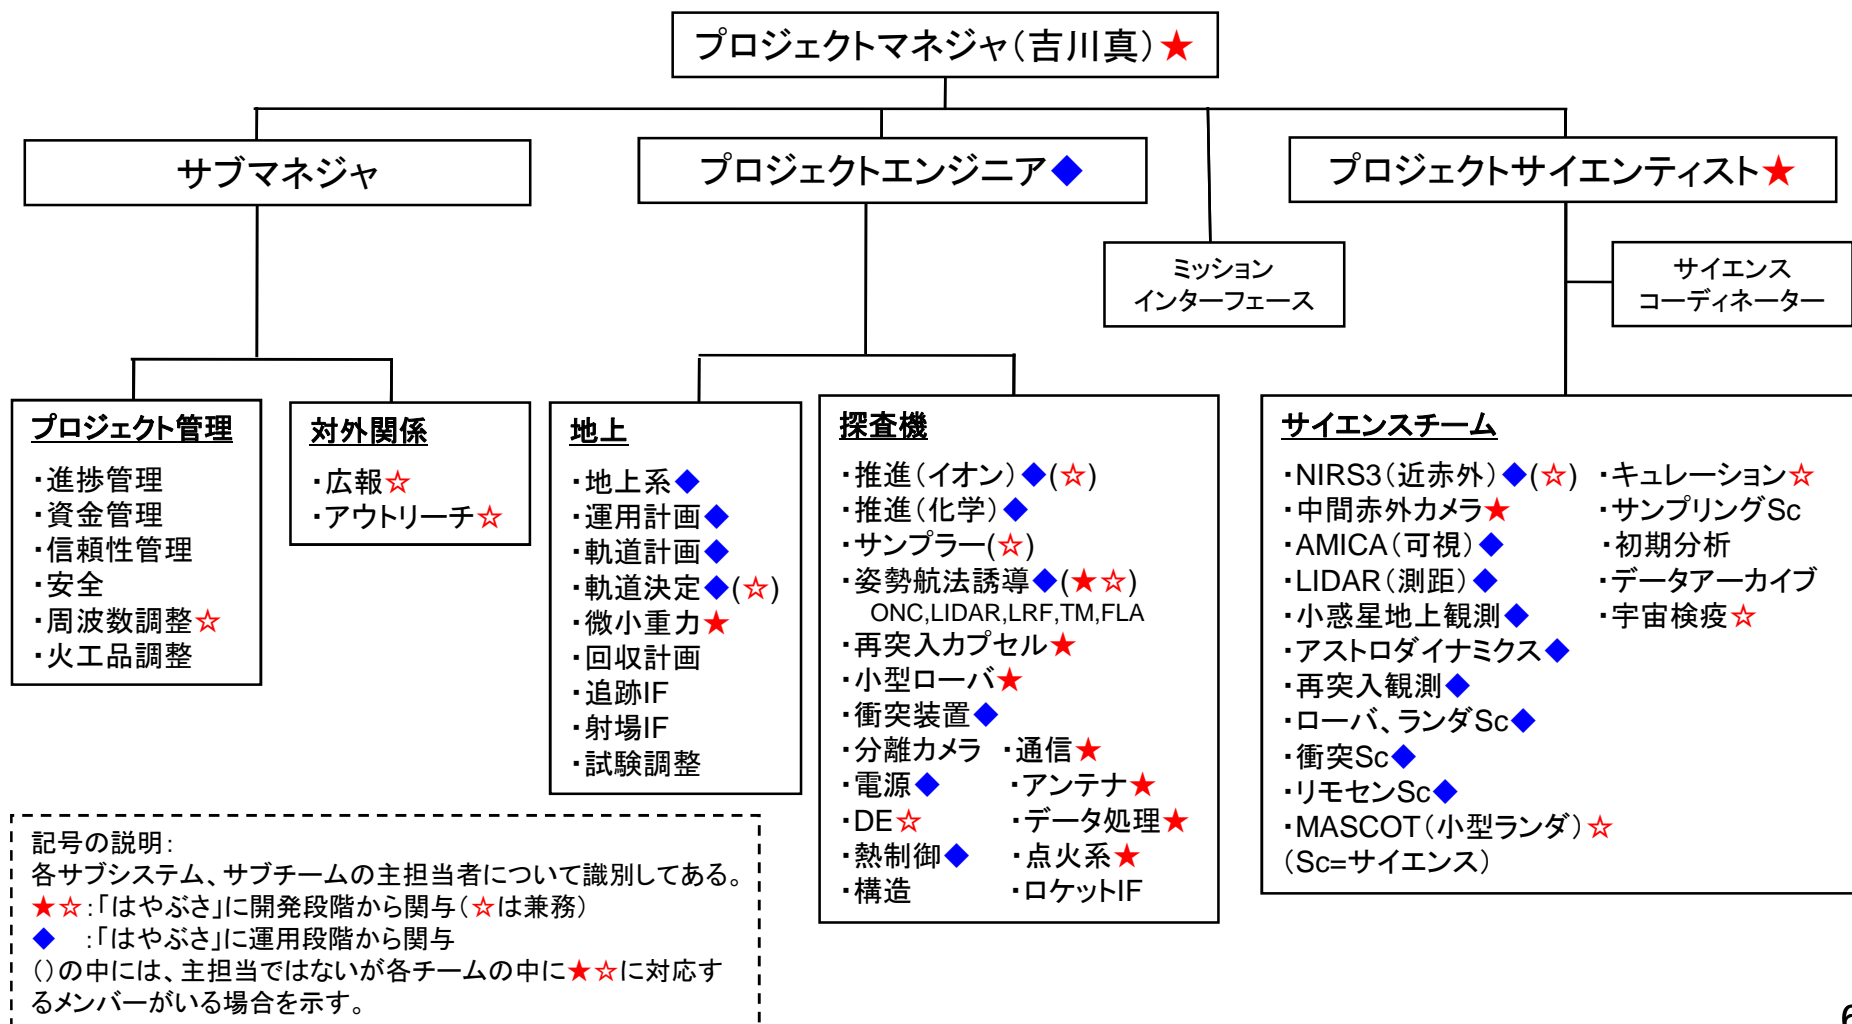 プロジェクトマネジャ(吉川真)★
サブマネジャ
プロジェクトエンジニア◆
プロジェクトサイエンティスト★
ミッション
インターフェース
サイエンス
コーディネーター
プロジェクト管理
・進捗管理
・資金管理
・信頼性管理
・安全
・周波数調整☆
・火工品調整
対外関係
・広報☆
・アウトリーチ☆
地上
・地上系◆
・運用計画◆
・軌道計画◆
・軌道決定◆(☆)
・微小重力★
・回収計画
・追跡IF
・射場IF
・試験調整
探査機
・推進(イオン)◆(☆)
・推進(化学)◆
・サンプラー(☆)
・姿勢航法誘導◆(★☆)
ONC,LIDAR,LRF,TM,FLA
・再突入カプセル★
・小型ローバ★
・衝突装置◆
・分離カメラ ・通信★
・電源◆ ・アンテナ★
・DE☆ ・データ処理★
・熱制御◆ ・点火系★
・構造 ・ロケットIF
サイエンスチーム
・NIRS3(近赤外)◆(☆) ・キュレーション☆
・中間赤外カメラ★ ・サンプリングSc
・AMICA(可視)◆ ・初期分析
・LIDAR(測距)◆ ・データアーカイブ
・小惑星地上観測◆ ・宇宙検疫☆
・アストロダイナミクス◆
・再突入観測◆
・ローバ、ランダSc◆
・衝突Sc◆
・リモセンSc◆
・MASCOT(小型ランダ)☆
(Sc=サイエンス)
記号の説明:
各サブシステム、サブチームの主担当者について識別してある。
★☆:「はやぶさ」に開発段階から関与(☆は兼務)
◆ :「はやぶさ」に運用段階から関与
()の中には、主担当ではないが各チームの中に★☆に対応す
るメンバーがいる場合を示す。
6